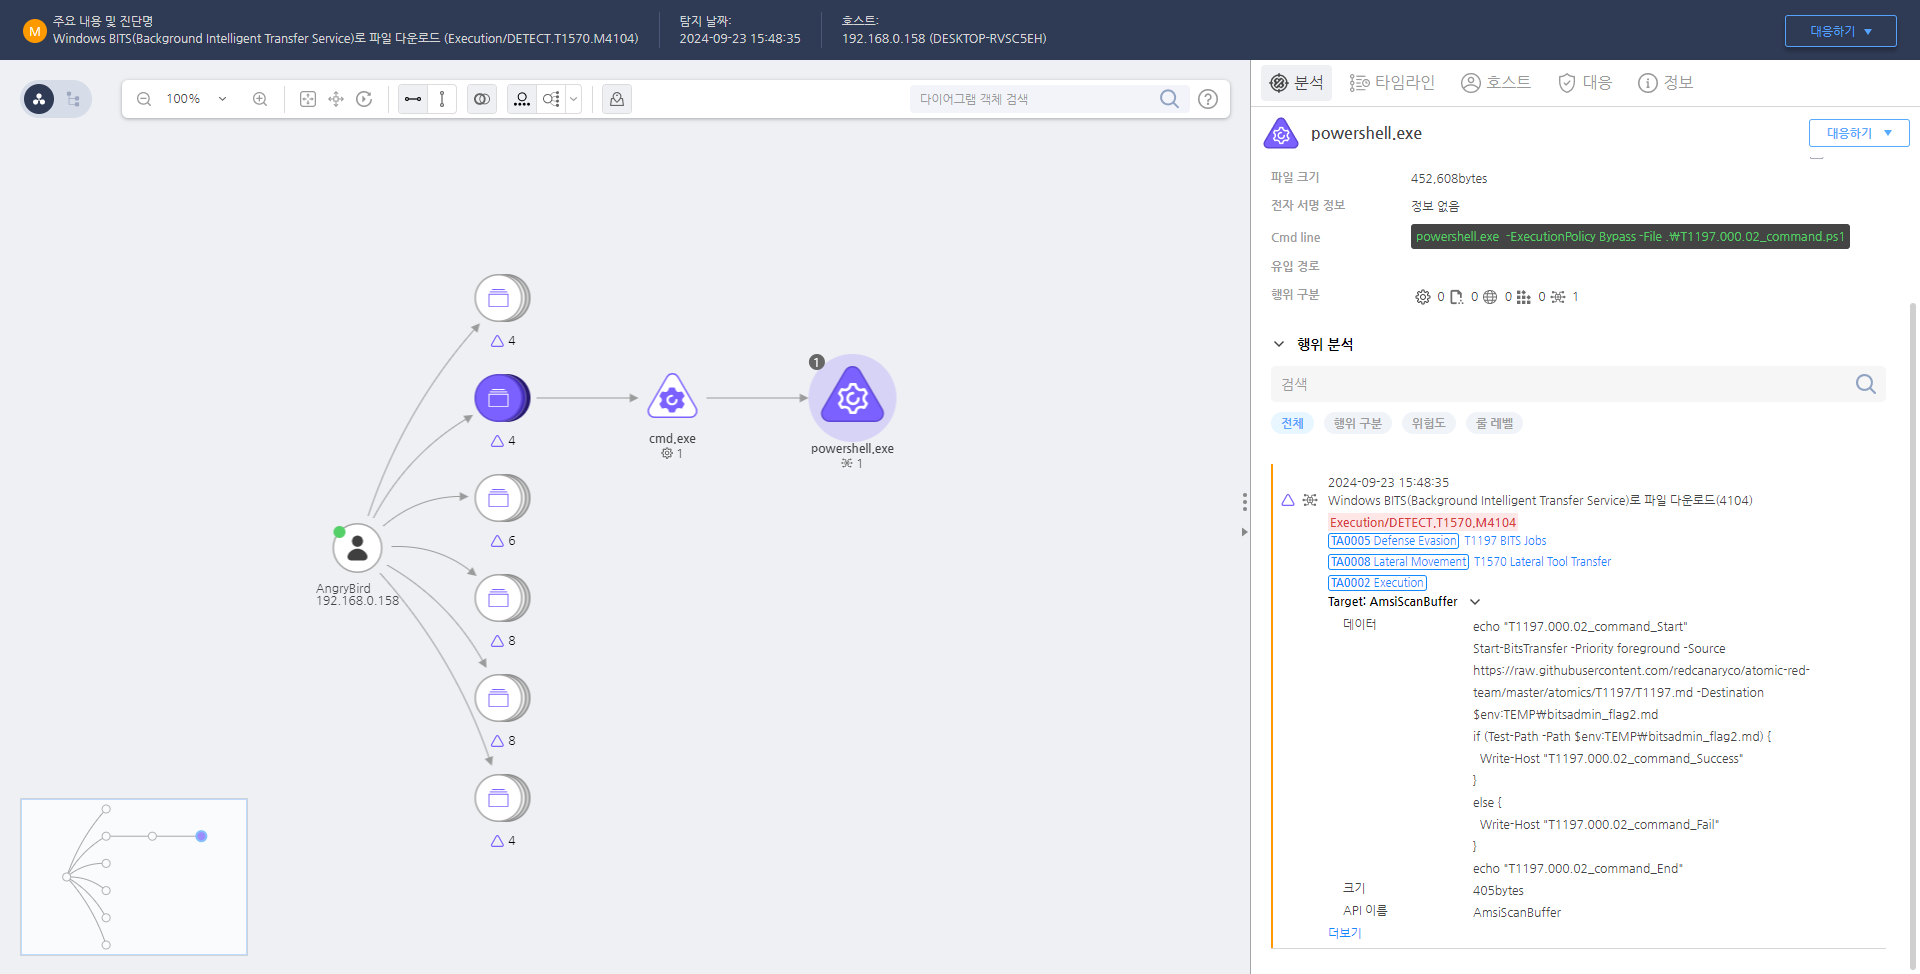 M
주요 내용 및 진단명
Windows BITS(Background Intelligent Transfer Service)로 파일 다운로드 (Execution/DETECT.T1570.M4104)
탐지 날짜:
2024-09-23 15:48:35
호스트:
192.168.0.158 (DESKTOP-RVSC5EH)
대응하기
100%
다이어그램 객체 검색
4
4
6
8
8
4
cmd.exe
1
1
powershell.exe
1
AngryBird
192.168.0.158
분석
타임라인
호스트
대응
정보
powershell.exe
대응하기
파일 크기
452,608bytes
전자 서명 정보
정보 없음
Cmd line
powershell.exe  -ExecutionPolicy Bypass -File .₩T1197.000.02_command.ps1
유입 경로
행위 구분
0 0 0 0 1
행위 분석
검색
전체
행위 구분
위험도
룰 레벨
2024-09-23 15:48:35
Windows BITS(Background Intelligent Transfer Service)로 파일 다운로드(4104)
Execution/DETECT.T1570.M4104
TA0005 Defense Evasion T1197 BITS Jobs
TA0008 Lateral Movement T1570 Lateral Tool Transfer
TA0002 Execution
Target: AmsiScanBuffer
데이터
echo "T1197.000.02_command_Start"
Start-BitsTransfer -Priority foreground -Source
https://raw.githubusercontent.com/redcanaryco/atomic-red-
team/master/atomics/T1197/T1197.md -Destination
$env:TEMP₩bitsadmin_flag2.md
if (Test-Path -Path $env:TEMP₩bitsadmin_flag2.md) {
Write-Host "T1197.000.02_command_Success"
}
else {
Write-Host "T1197.000.02_command_Fail"
}
echo "T1197.000.02_command_End"
크기
405bytes
API 이름
AmsiScanBuffer
더보기